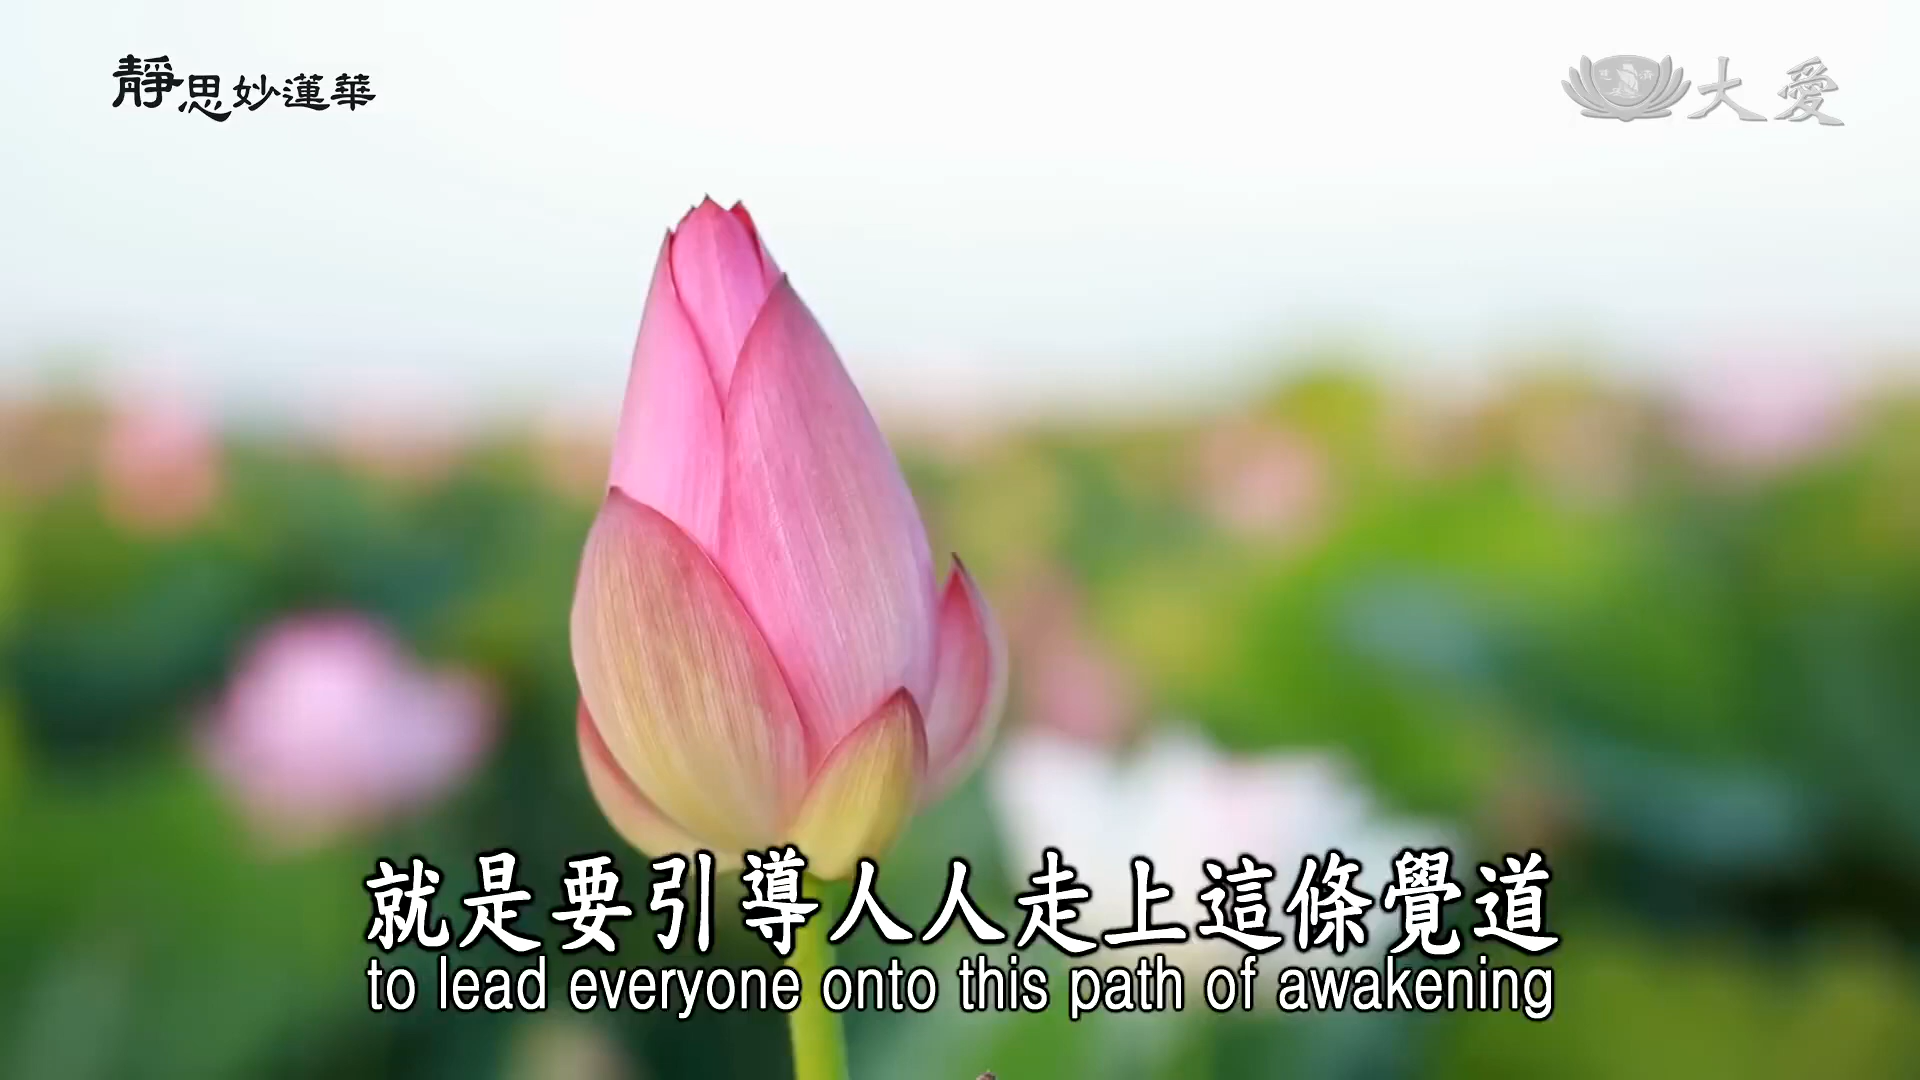 靜思妙蓮華
大愛
就是要引導人人走上這條覺道
to lead everyone onto this path of awakening